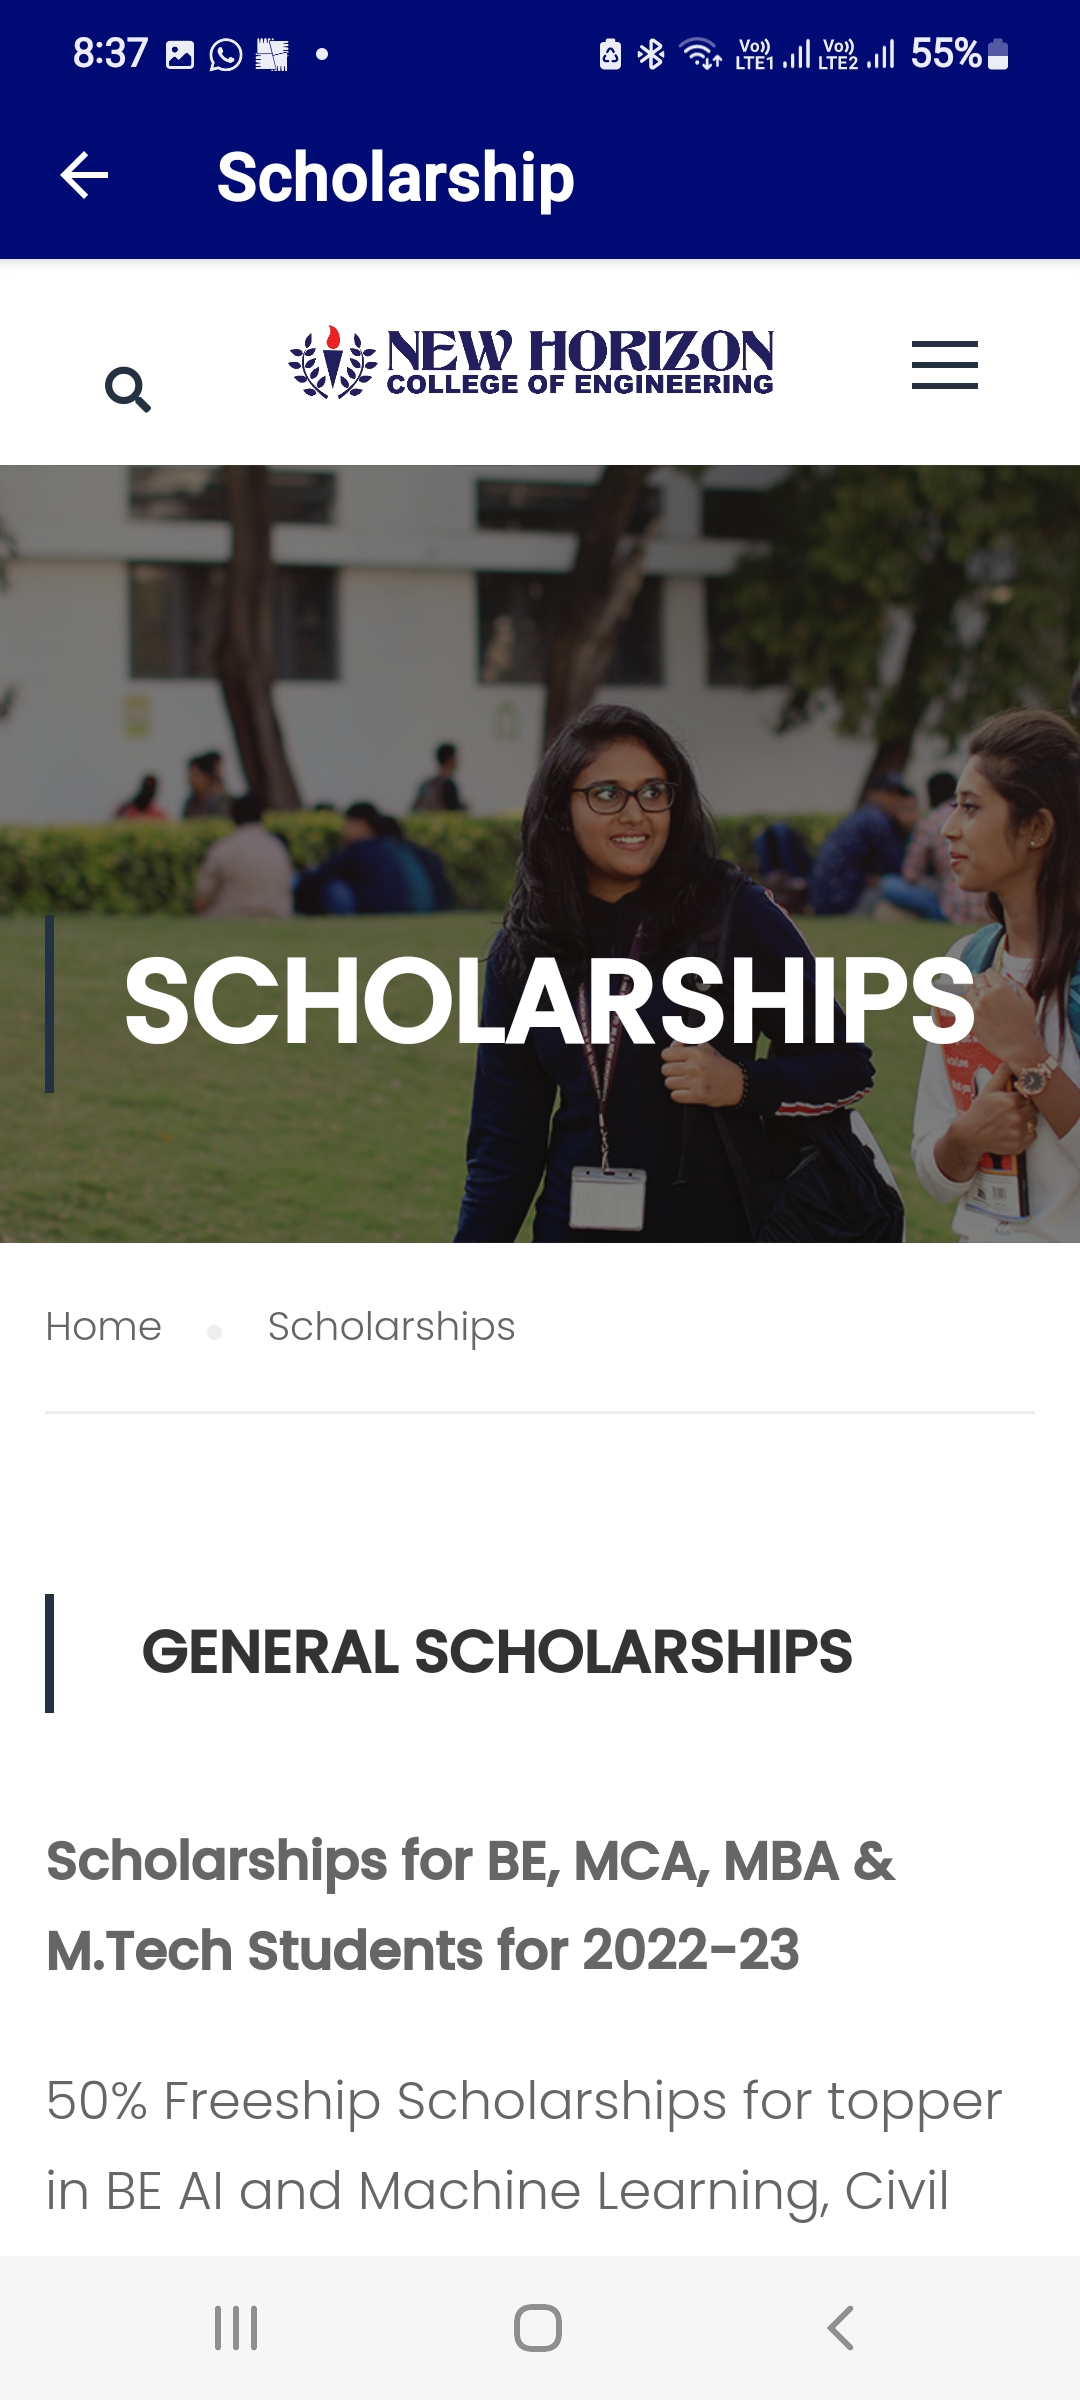 8:37
Vo)) LTE1 Vo)) LTE2 55%
Scholarship
NEW HORIZON
COLLEGE OF ENGINEERING
SCHOLARSHIPS
Home Scholarships
GENERAL SCHOLARSHIPS
Scholarships for BE, MCA, MBA &
M.Tech Students for 2022-23
50% Freeship Scholarships for topper
in BE AI and Machine Learning, Civil